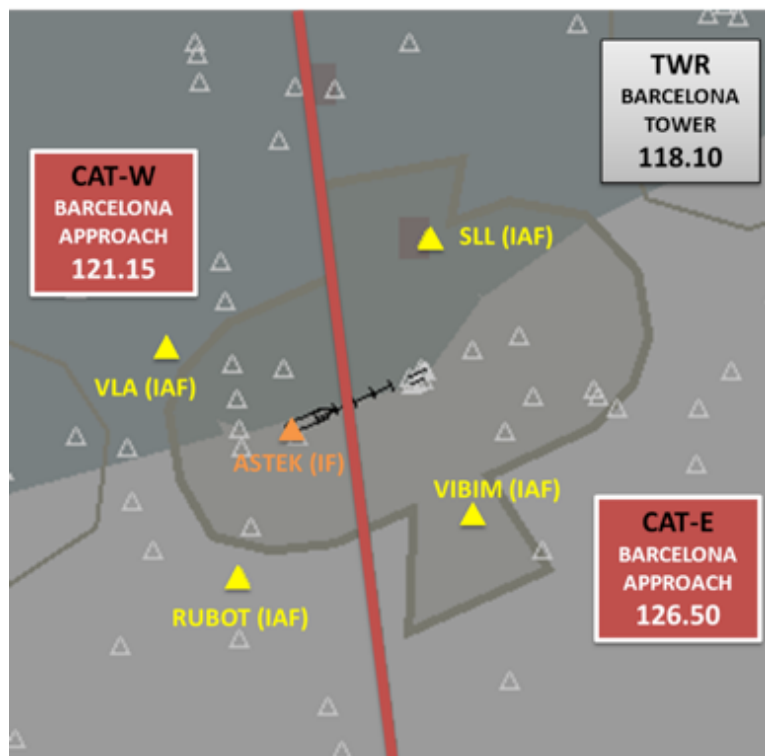 TWR
BARCELONA
TOWER
118.10
CAT-W
BARCELONA
APPROACH
121.15
SLL (IAF)
VLA (IAF)
ASTEK (IF)
VIBIM (IAF)
CAT-E
BARCELONA
APPROACH
126.50
RUBOT (IAF)